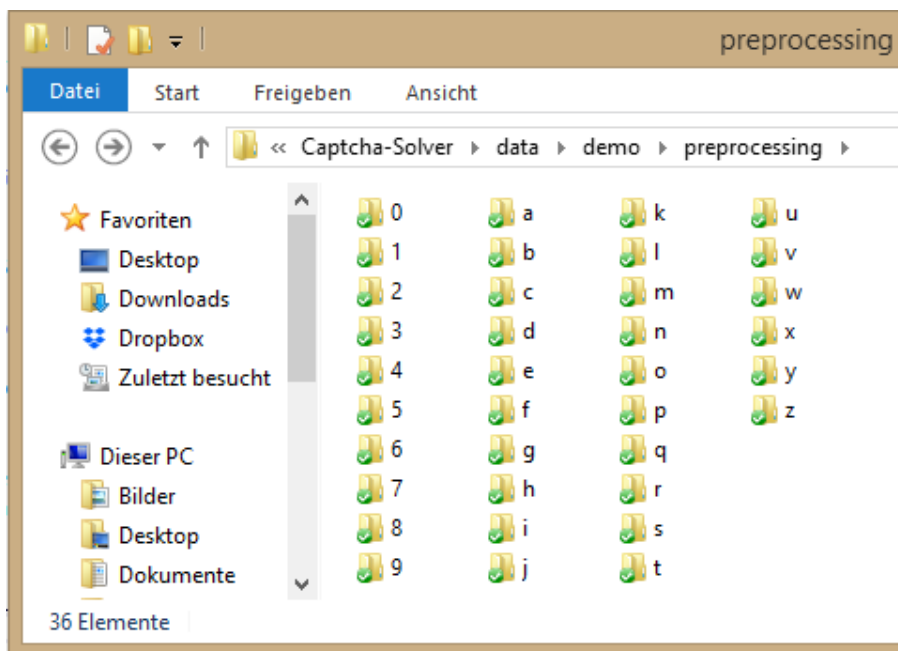 preprocessing
Datei Start Freigeben Ansicht
« Captcha-Solver data demo preprocessing
Favoriten
Desktop
Downloads
Dropbox
Zuletzt besucht
Dieser PC
Bilder
Desktop
Dokumente
0
1
2
3
4
5
6
7
8
9
a
b
c
d
e
f
g
h
i
j
k
l
m
n
o
p
q
r
s
t
u
v
w
x
y
z
36 Elemente